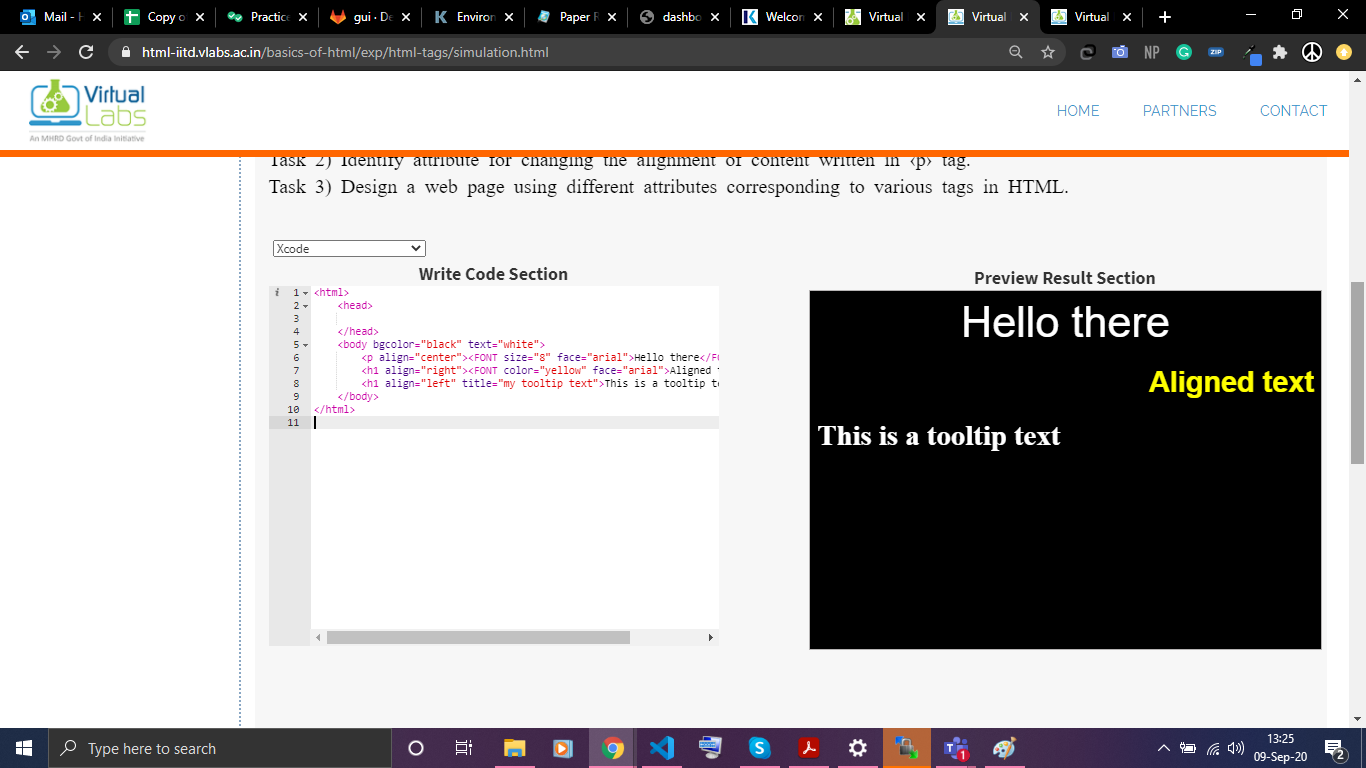 Mail - H
Copy o
Practice
gui · De
Environ
Paper R
dashbo
Welcom
Virtual
Virtual
Virtual
html-iitd.vlabs.ac.in/basics-of-html/exp/html-tags/simulation.html
NP
ZIP
Virtual
Labs
An MHRD Govt of India Initiative
HOME PARTNERS CONTACT
Task 2) Identify attribute for changing the alignment of content written in ‹p› tag.
Task 3) Design a web page using different attributes corresponding to various tags in HTML.
Xcode
Write Code Section
Preview Result Section
1 <html>
2 <head>
3
4 </head>
5 <body bgcolor="black" text="white">
6 <p align="center"><FONT size="8" face="arial">Hello there</FO
7 <h1 align="right"><FONT color="yellow" face="arial">Aligned t
8 <h1 align="left" title="my tooltip text">This is a tooltip te
9 </body>
10 </html>
11
Hello there
Aligned text
This is a tooltip text
Type here to search
13:25
09-Sep-20
1
2